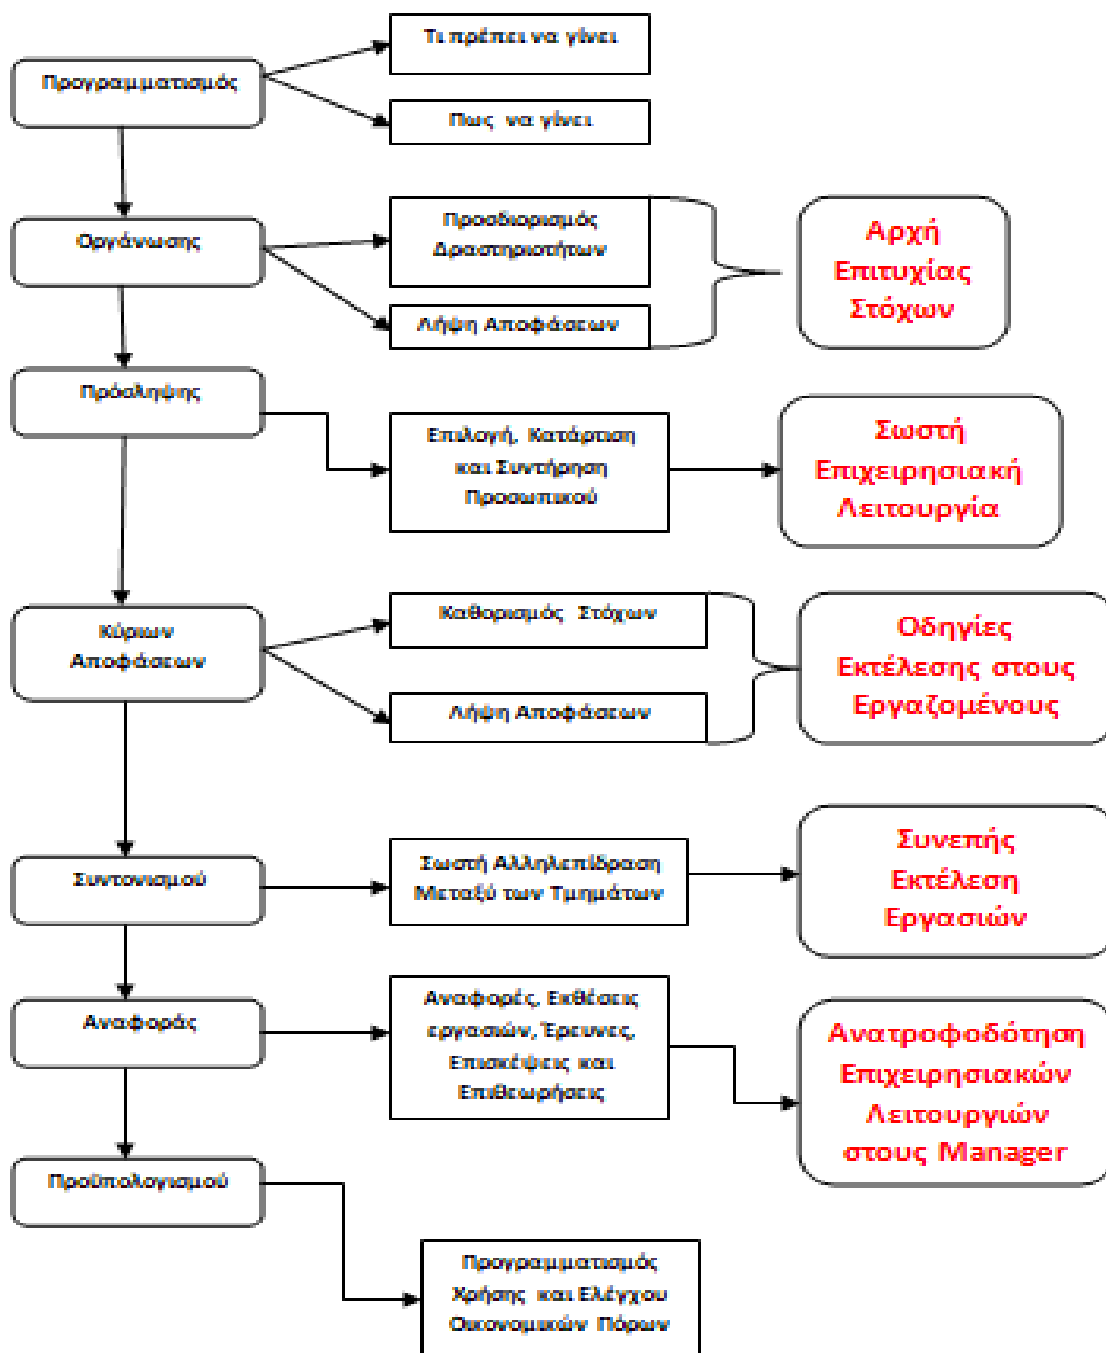 Τι πρέπει να γίνει
Προγραμματισμός
Πως να γίνει
Προσδιορισμός
Δραστηριοτήτων
Οργάνωσης
Λήψη Αποφάσεων
Αρχή
Επιτυχίας
Στόχων
Πρόσληψης
Επιλογή, Κατάρτιση
και Συντήρηση
Προσωπικού
Σωστή
Επιχειρησιακή
Λειτουργία
Κύριων
Αποφάσεων
Καθορισμός Στόχων
Λήψη Αποφάσεων
Οδηγίες
Εκτέλεσης στους
Εργαζομένους
Συντονισμού
Σωστή Αλληλεπίδραση
Μεταξύ των Τμημάτων
Συνεπής
Εκτέλεση
Εργασιών
Αναφοράς
Αναφορές, Εκθέσεις
εργασιών, Έρευνες,
Επισκέψεις και
Επιθεωρήσεις
Ανατροφοδότηση
Επιχειρησιακών
Λειτουργιών
στους Manager
Προϋπολογισμού
Προγραμματισμός
Χρήσης και Ελέγχου
Οικονομικών Πόρων